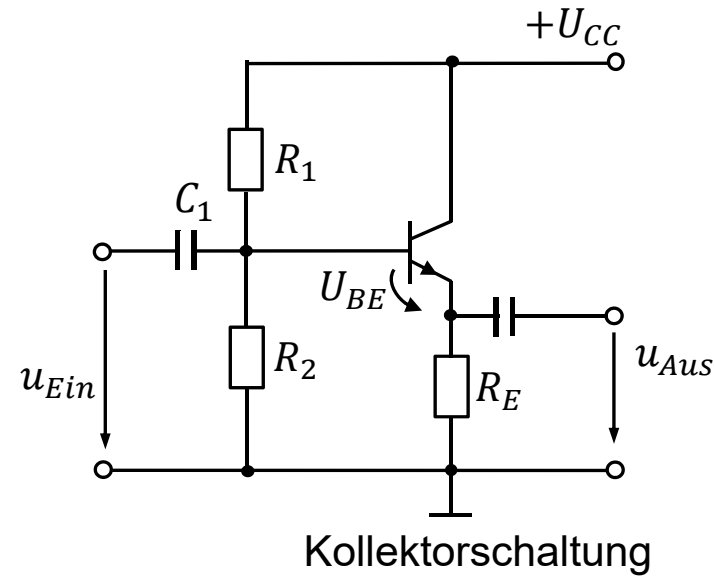 +U_CC
R_1
C_1
U_BE
R_2
u_Ein
R_E
u_Aus
Kollektorschaltung